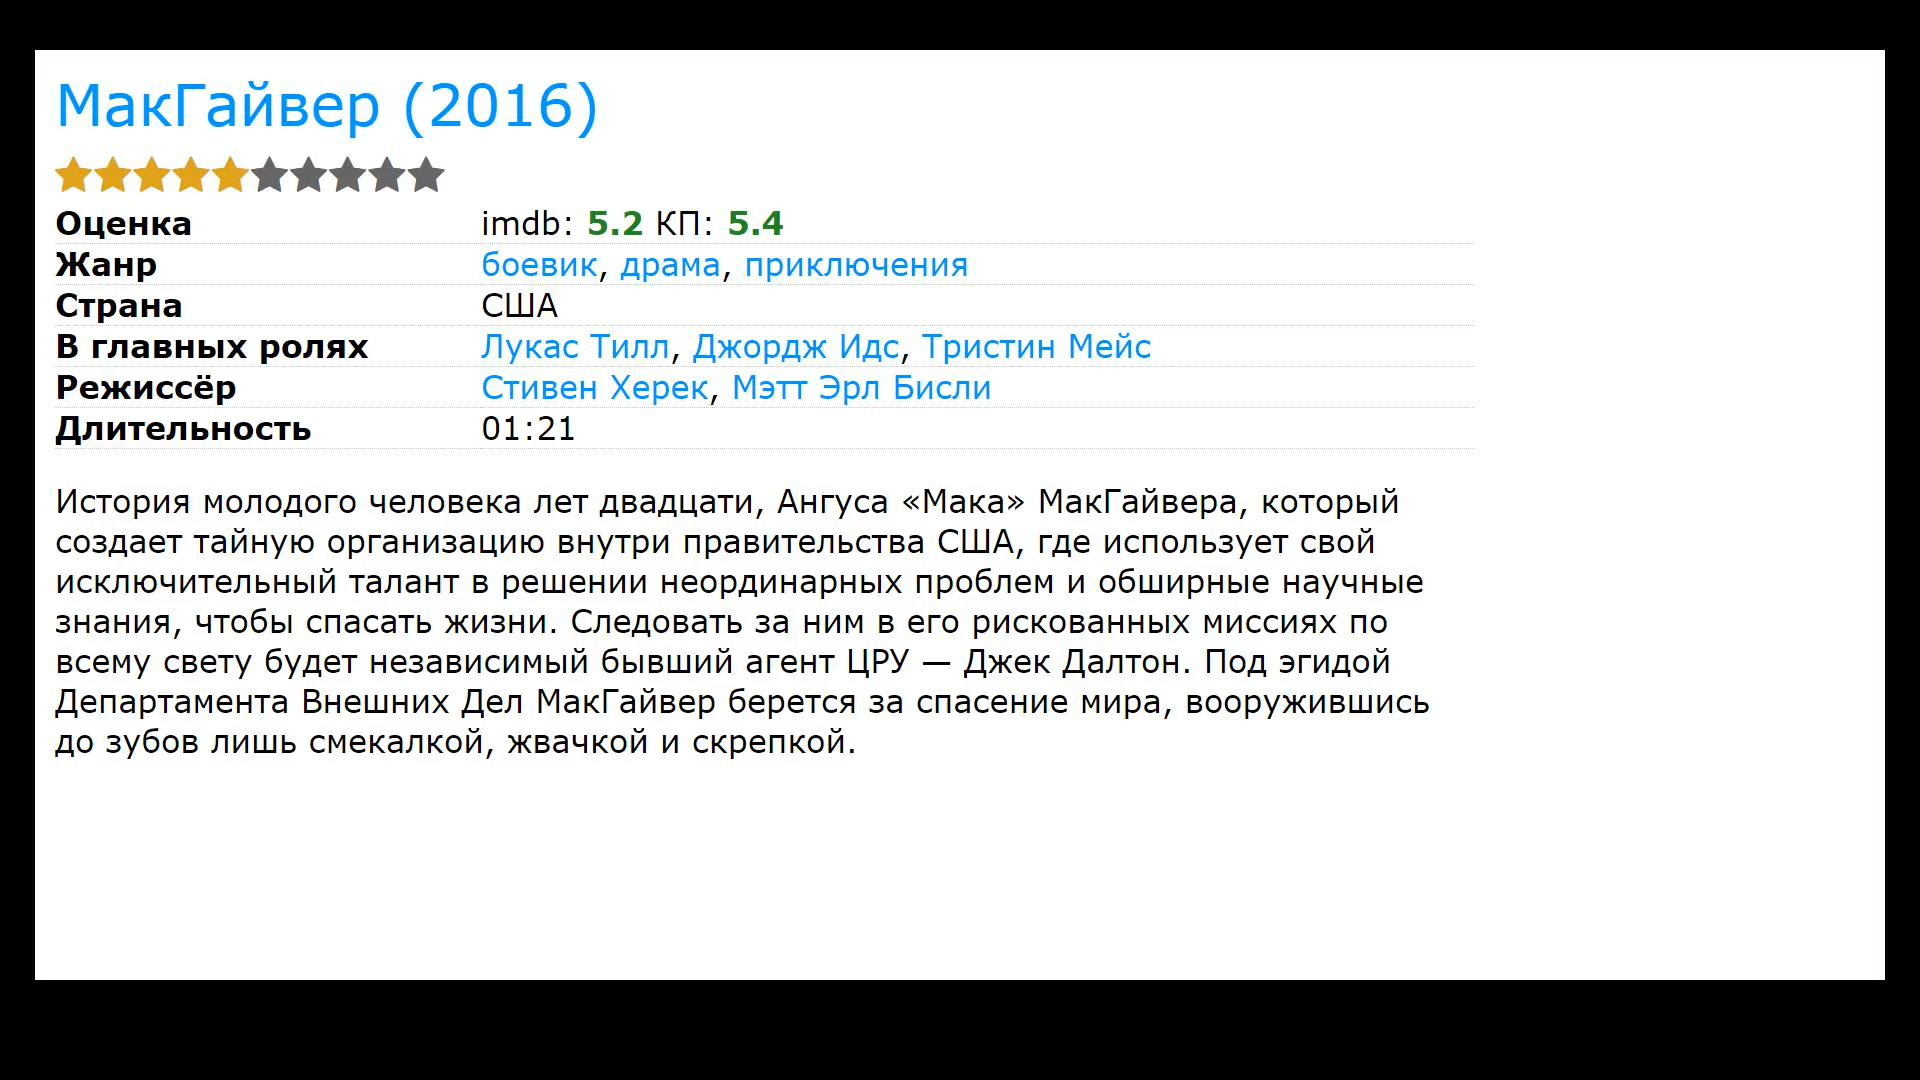 МакГайвер (2016)
Оценка imdb: 5.2 КП: 5.4
Жанр боевик, драма, приключения
Страна США
В главных ролях Лукас Тилл, Джордж Идс, Тристин Мейс
Режиссёр Стивен Херек, Мэтт Эрл Бисли
Длительность 01:21
История молодого человека лет двадцати, Ангуса «Мака» МакГайвера, который
создает тайную организацию внутри правительства США, где использует свой
исключительный талант в решении неординарных проблем и обширные научные
знания, чтобы спасать жизни. Следовать за ним в его рискованных миссиях по
всему свету будет независимый бывший агент ЦРУ — Джек Далтон. Под эгидой
Департамента Внешних Дел МакГайвер берется за спасение мира, вооружившись
до зубов лишь смекалкой, жвачкой и скрепкой.